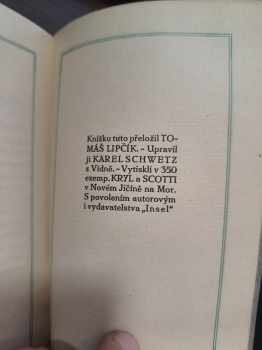 Knížku tuto přeložil TO-
MÁŠ LIPČÍK. – Upravil
ji KAREL SCHWETZ
z Vídně. – Vytiskli v 350
exemp. KRYL a SCOTTI
v Novém Jičíně na Mor.
S povolením autorovým
i vydavatelstva „Insel“